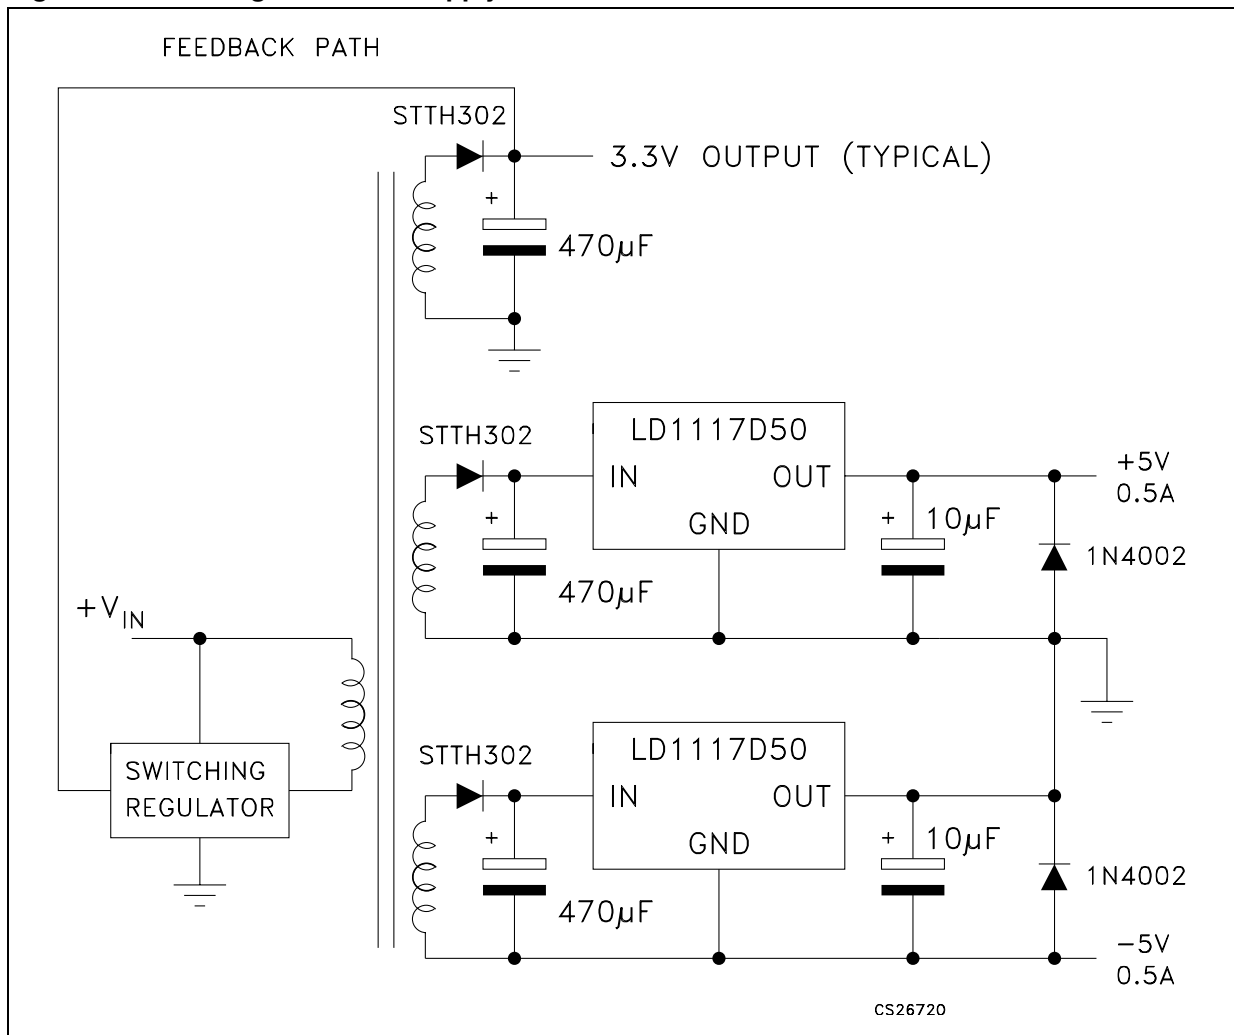 FEEDBACK PATH
STTH302
3.3V OUTPUT (TYPICAL)
+
470µF
STTH302
LD1117D50
IN
OUT
GND
+
470µF
+
10µF
+5V
0.5A
1N4002
+VIN
SWITCHING
REGULATOR
STTH302
LD1117D50
IN
OUT
GND
+
470µF
+
10µF
1N4002
-5V
0.5A
CS26720